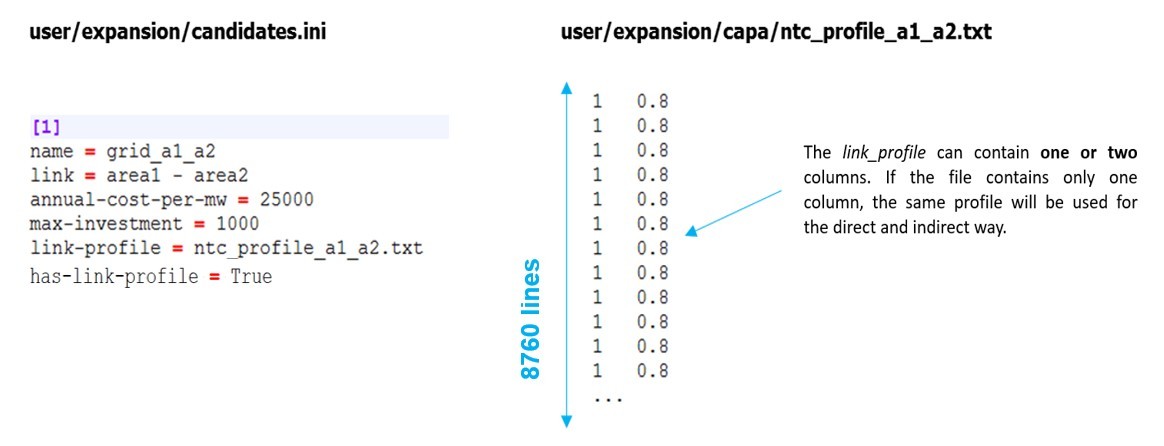 user/expansion/candidates.ini
[1]
name = grid_a1_a2
link = area1 - area2
annual-cost-per-mw = 25000
max-investment = 1000
link-profile = ntc_profile_a1_a2.txt
has-link-profile = True
user/expansion/capa/ntc_profile_a1_a2.txt
8760 lines
1 0.8
1 0.8
1 0.8
1 0.8
1 0.8
1 0.8
1 0.8
1 0.8
1 0.8
1 0.8
1 0.8
1 0.8
...
The link_profile can contain one or two
columns. If the file contains only one
column, the same profile will be used for
the direct and indirect way.